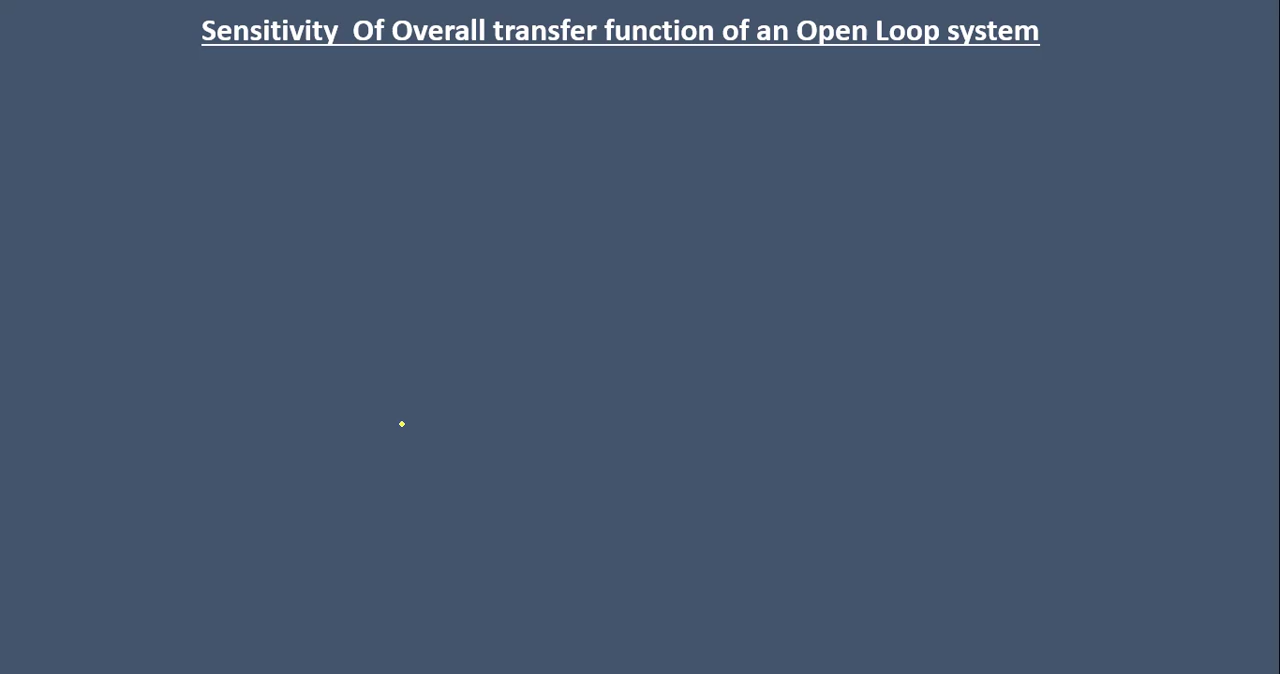 Sensitivity  Of Overall transfer function of an Open Loop system